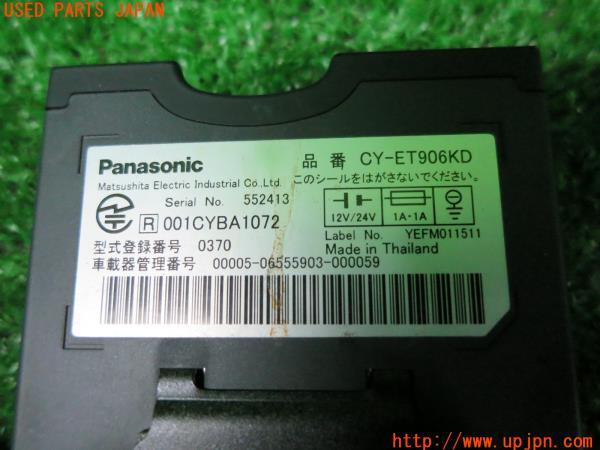 USED PARTS JAPAN
Panasonic 品番 CY-ET906KD
Matsushita Electric Industrial Co.,Ltd. このシールをはがさないでください。
Serial No. 552413
R 001CYBA1072 12V/24V 1A-1A
型式登録番号 0370 Label No. YEFM011511
車載器管理番号 00005-06555903-000059 Made in Thailand
http://www.upjpn.com/